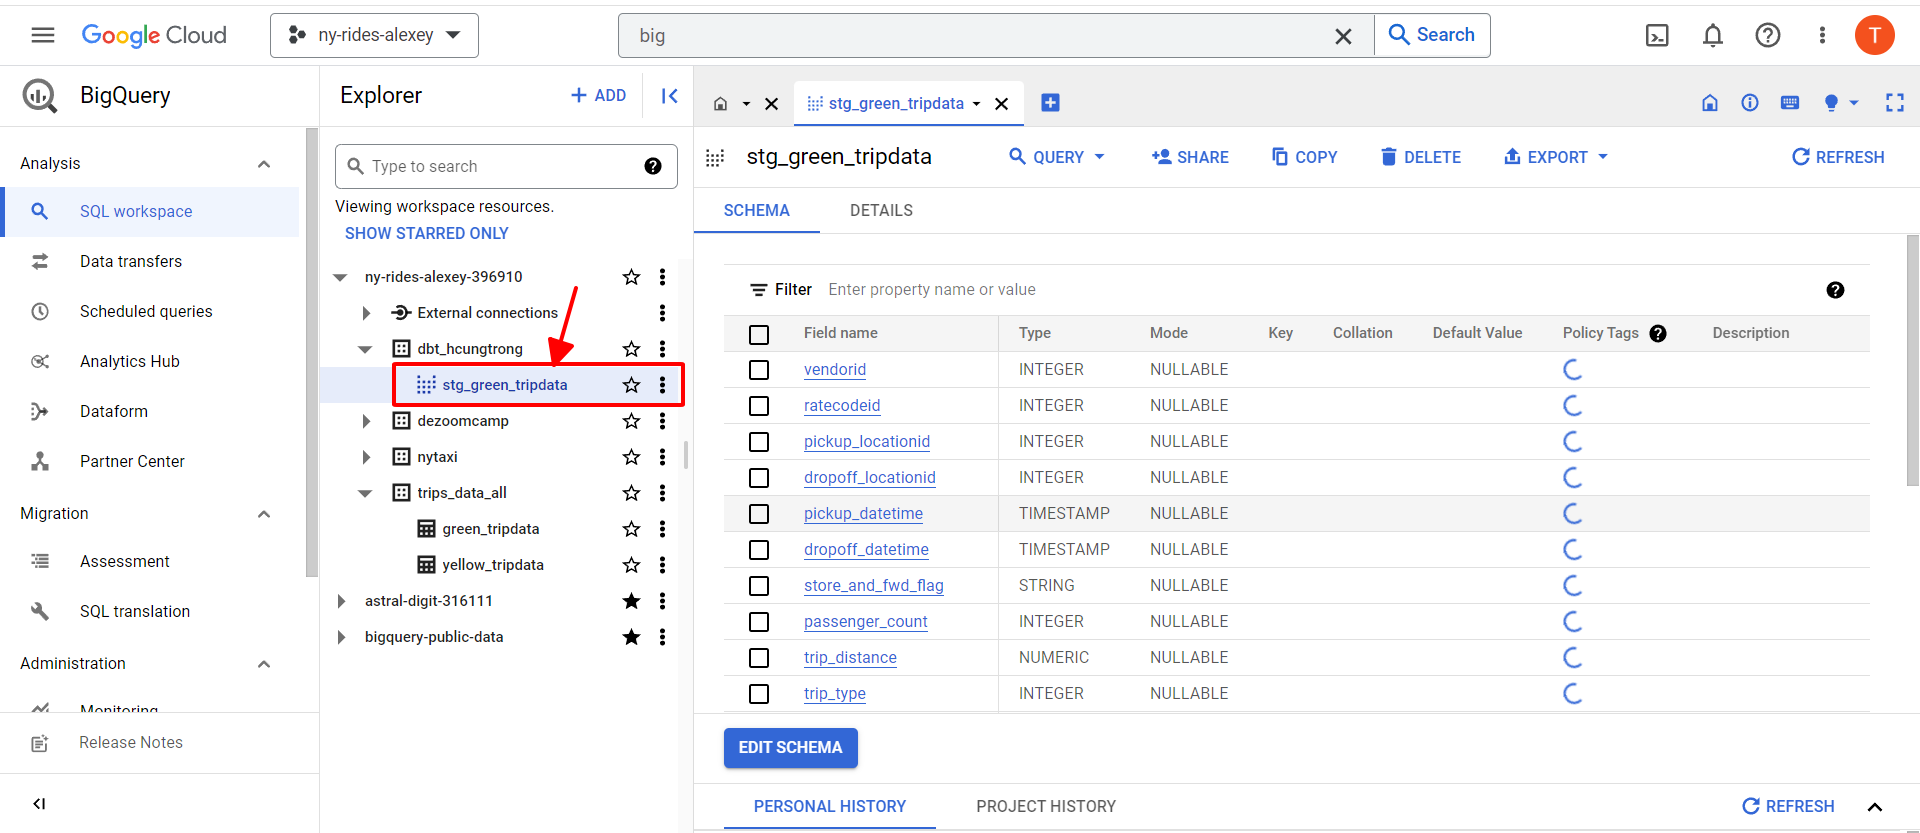 Google Cloud
ny-rides-alexey
big
Search
T
BigQuery
Analysis
SQL workspace
Data transfers
Scheduled queries
Analytics Hub
Dataform
Partner Center
Migration
Assessment
SQL translation
Administration
Monitoring
Release Notes
Explorer
ADD
Type to search
Viewing workspace resources.
SHOW STARRED ONLY
ny-rides-alexey-396910
External connections
dbt_hcungtrong
stg_green_tripdata
dezoomcamp
nytaxi
trips_data_all
green_tripdata
yellow_tripdata
astral-digit-316111
bigquery-public-data
stg_green_tripdata
stg_green_tripdata
QUERY
SHARE
COPY
DELETE
EXPORT
REFRESH
SCHEMA
DETAILS
Filter Enter property name or value
Field name Type Mode Key Collation Default Value Policy Tags Description
vendorid INTEGER NULLABLE
ratecodeid INTEGER NULLABLE
pickup_locationid INTEGER NULLABLE
dropoff_locationid INTEGER NULLABLE
pickup_datetime TIMESTAMP NULLABLE
dropoff_datetime TIMESTAMP NULLABLE
store_and_fwd_flag STRING NULLABLE
passenger_count INTEGER NULLABLE
trip_distance NUMERIC NULLABLE
trip_type INTEGER NULLABLE
EDIT SCHEMA
PERSONAL HISTORY
PROJECT HISTORY
REFRESH